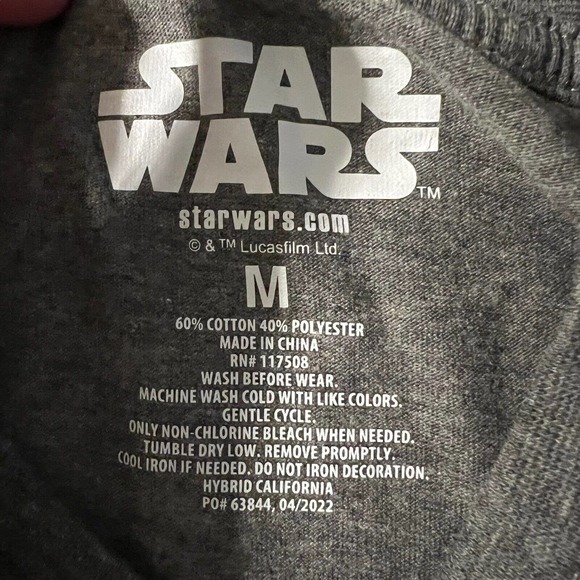 STAR
WARS™
starwars.com
© & ™ Lucasfilm Ltd.
M
60% COTTON 40% POLYESTER
MADE IN CHINA
RN# 117508
WASH BEFORE WEAR.
MACHINE WASH COLD WITH LIKE COLORS.
GENTLE CYCLE.
ONLY NON-CHLORINE BLEACH WHEN NEEDED.
TUMBLE DRY LOW. REMOVE PROMPTLY.
COOL IRON IF NEEDED. DO NOT IRON DECORATION.
HYBRID CALIFORNIA
PO# 63844, 04/2022